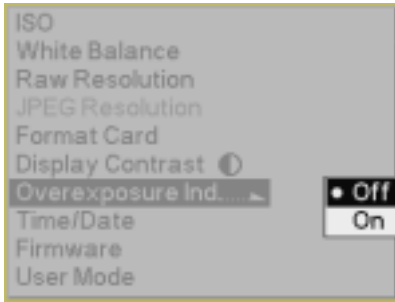 ISO
White Balance
Raw Resolution
JPEG Resolution
Format Card
Display Contrast
Overexposure Ind.....
Off
On
Time/Date
Firmware
User Mode